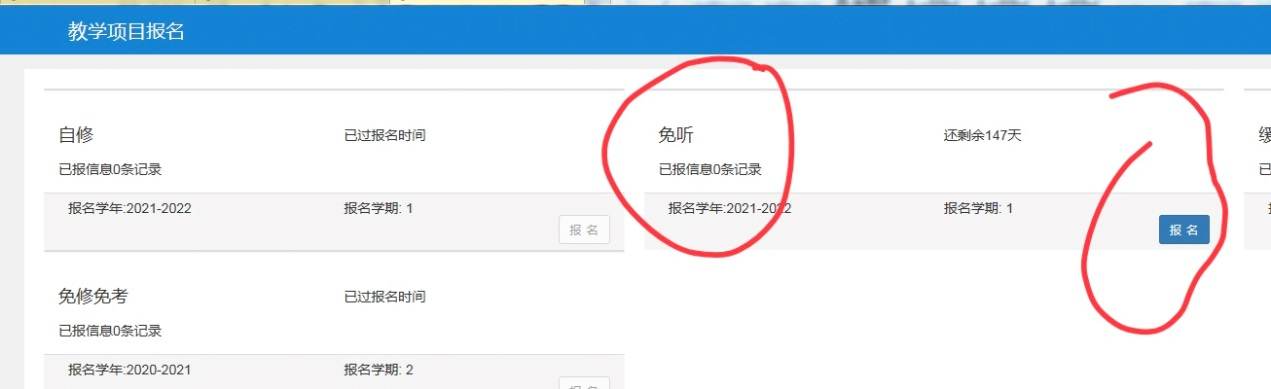 教学项目报名
自修 已过报名时间
已报信息0条记录
报名学年:2021-2022 报名学期: 1
报 名
免听 还剩余147天
已报信息0条记录
报名学年:2021-2022 报名学期: 1
报 名
免修免考 已过报名时间
已报信息0条记录
报名学年:2020-2021 报名学期: 2